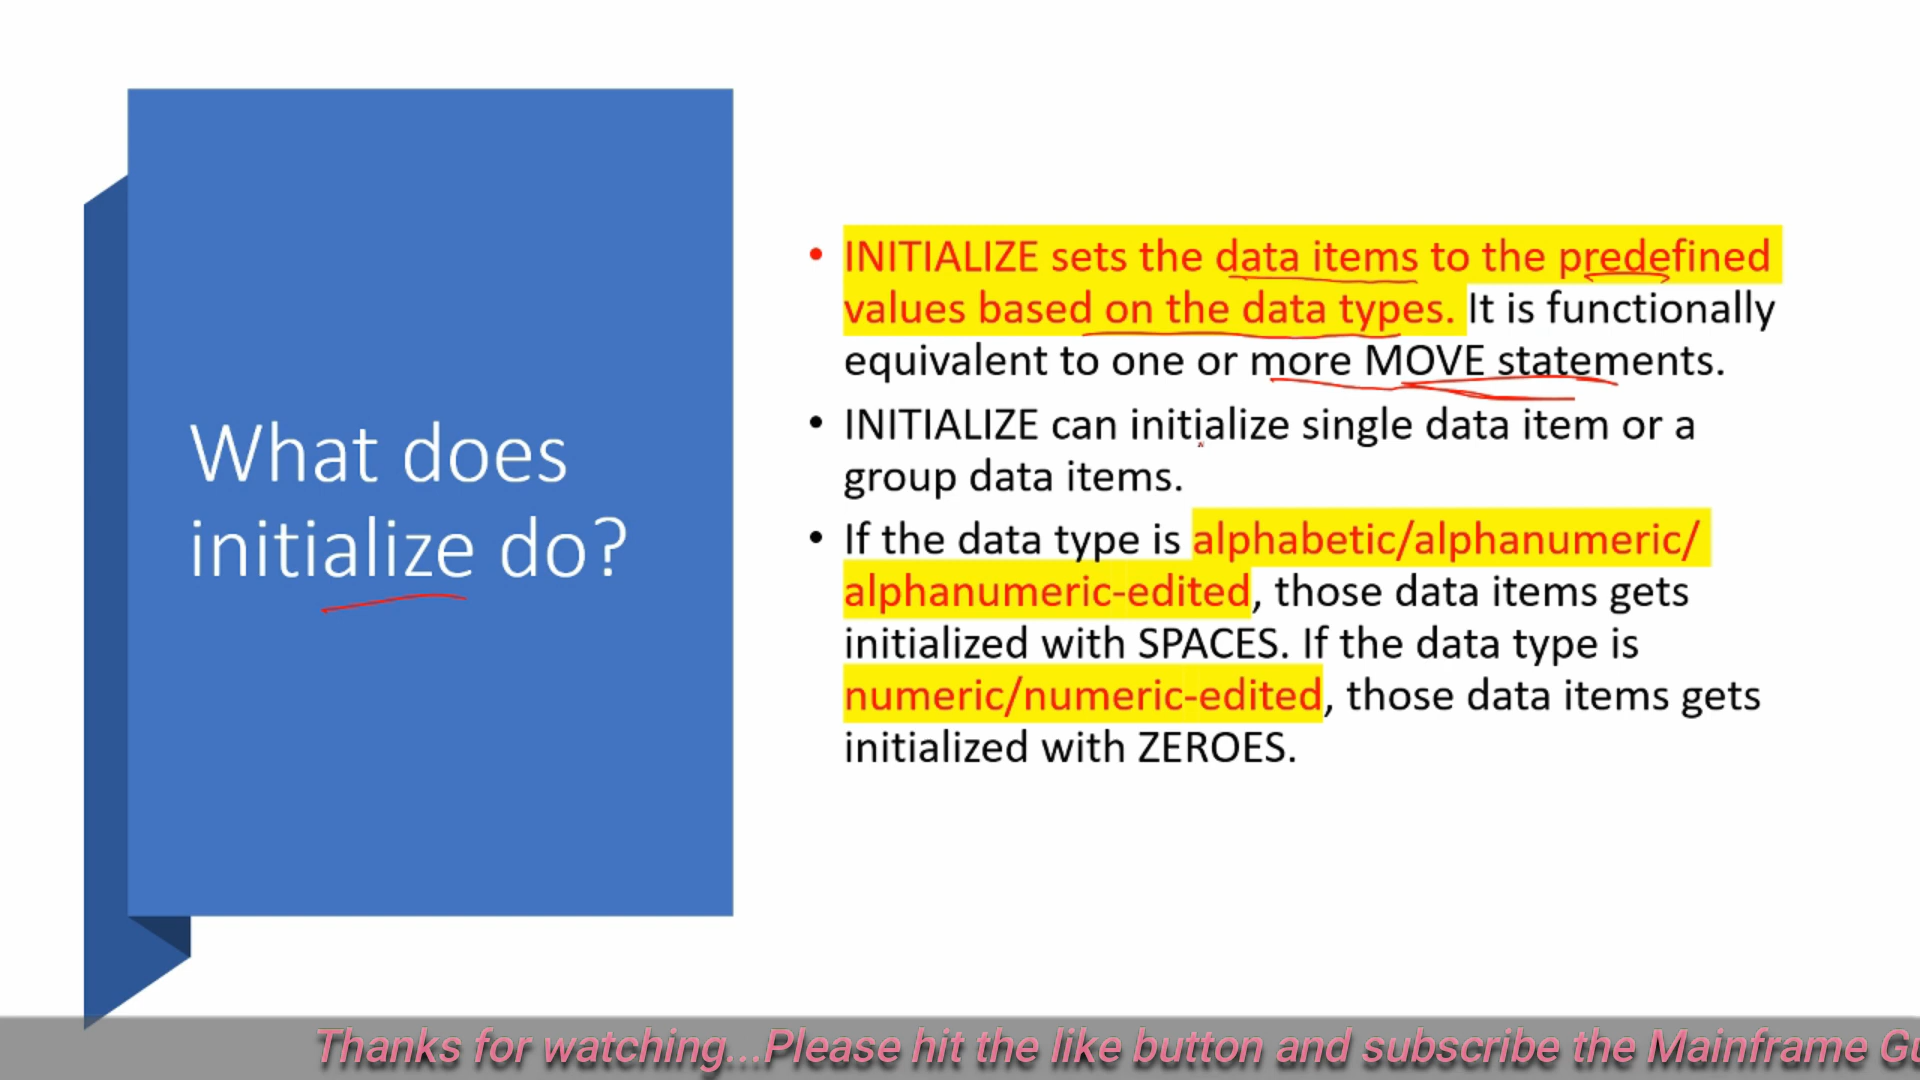 What does
initialize do?
• INITIALIZE sets the data items to the predefined
values based on the data types. It is functionally
equivalent to one or more MOVE statements.
• INITIALIZE can initialize single data item or a
group data items.
• If the data type is alphabetic/alphanumeric/
alphanumeric-edited, those data items gets
initialized with SPACES. If the data type is
numeric/numeric-edited, those data items gets
initialized with ZEROES.
Thanks for watching...Please hit the like button and subscribe the Mainframe